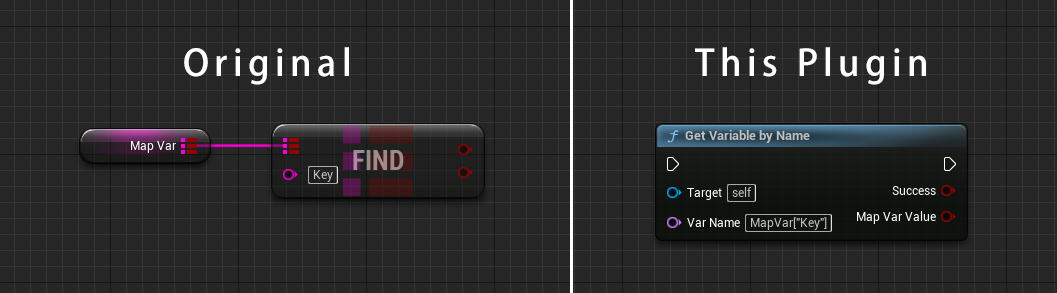 Original
Map Var
FIND
Key
This Plugin
f Get Variable by Name
Target self
Success
Var Name MapVar["Key"]
Map Var Value